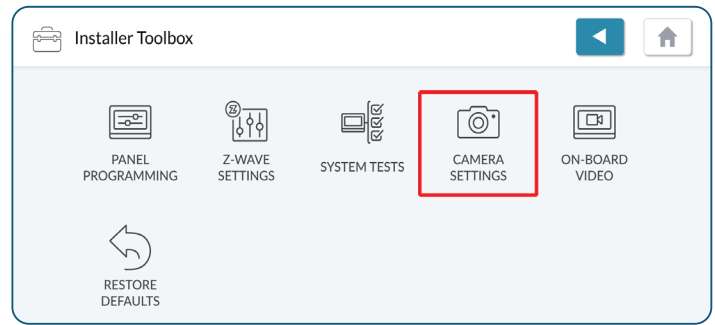 Installer Toolbox
PANEL
PROGRAMMING
Z-WAVE
SETTINGS
SYSTEM TESTS
CAMERA
SETTINGS
ON-BOARD
VIDEO
RESTORE
DEFAULTS